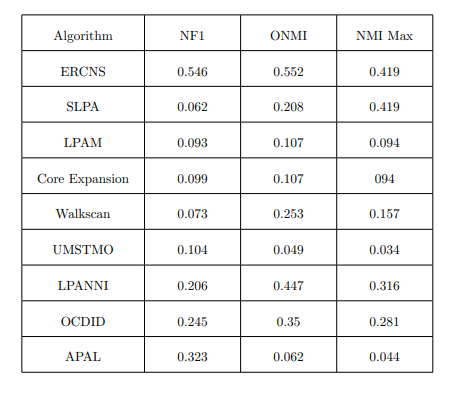 Algorithm NF1 ONMI NMI Max
ERCNS 0.546 0.552 0.419
SLPA 0.062 0.208 0.419
LPAM 0.093 0.107 0.094
Core Expansion 0.099 0.107 094
Walkscan 0.073 0.253 0.157
UMSTMO 0.104 0.049 0.034
LPANNI 0.206 0.447 0.316
OCDID 0.245 0.35 0.281
APAL 0.323 0.062 0.044